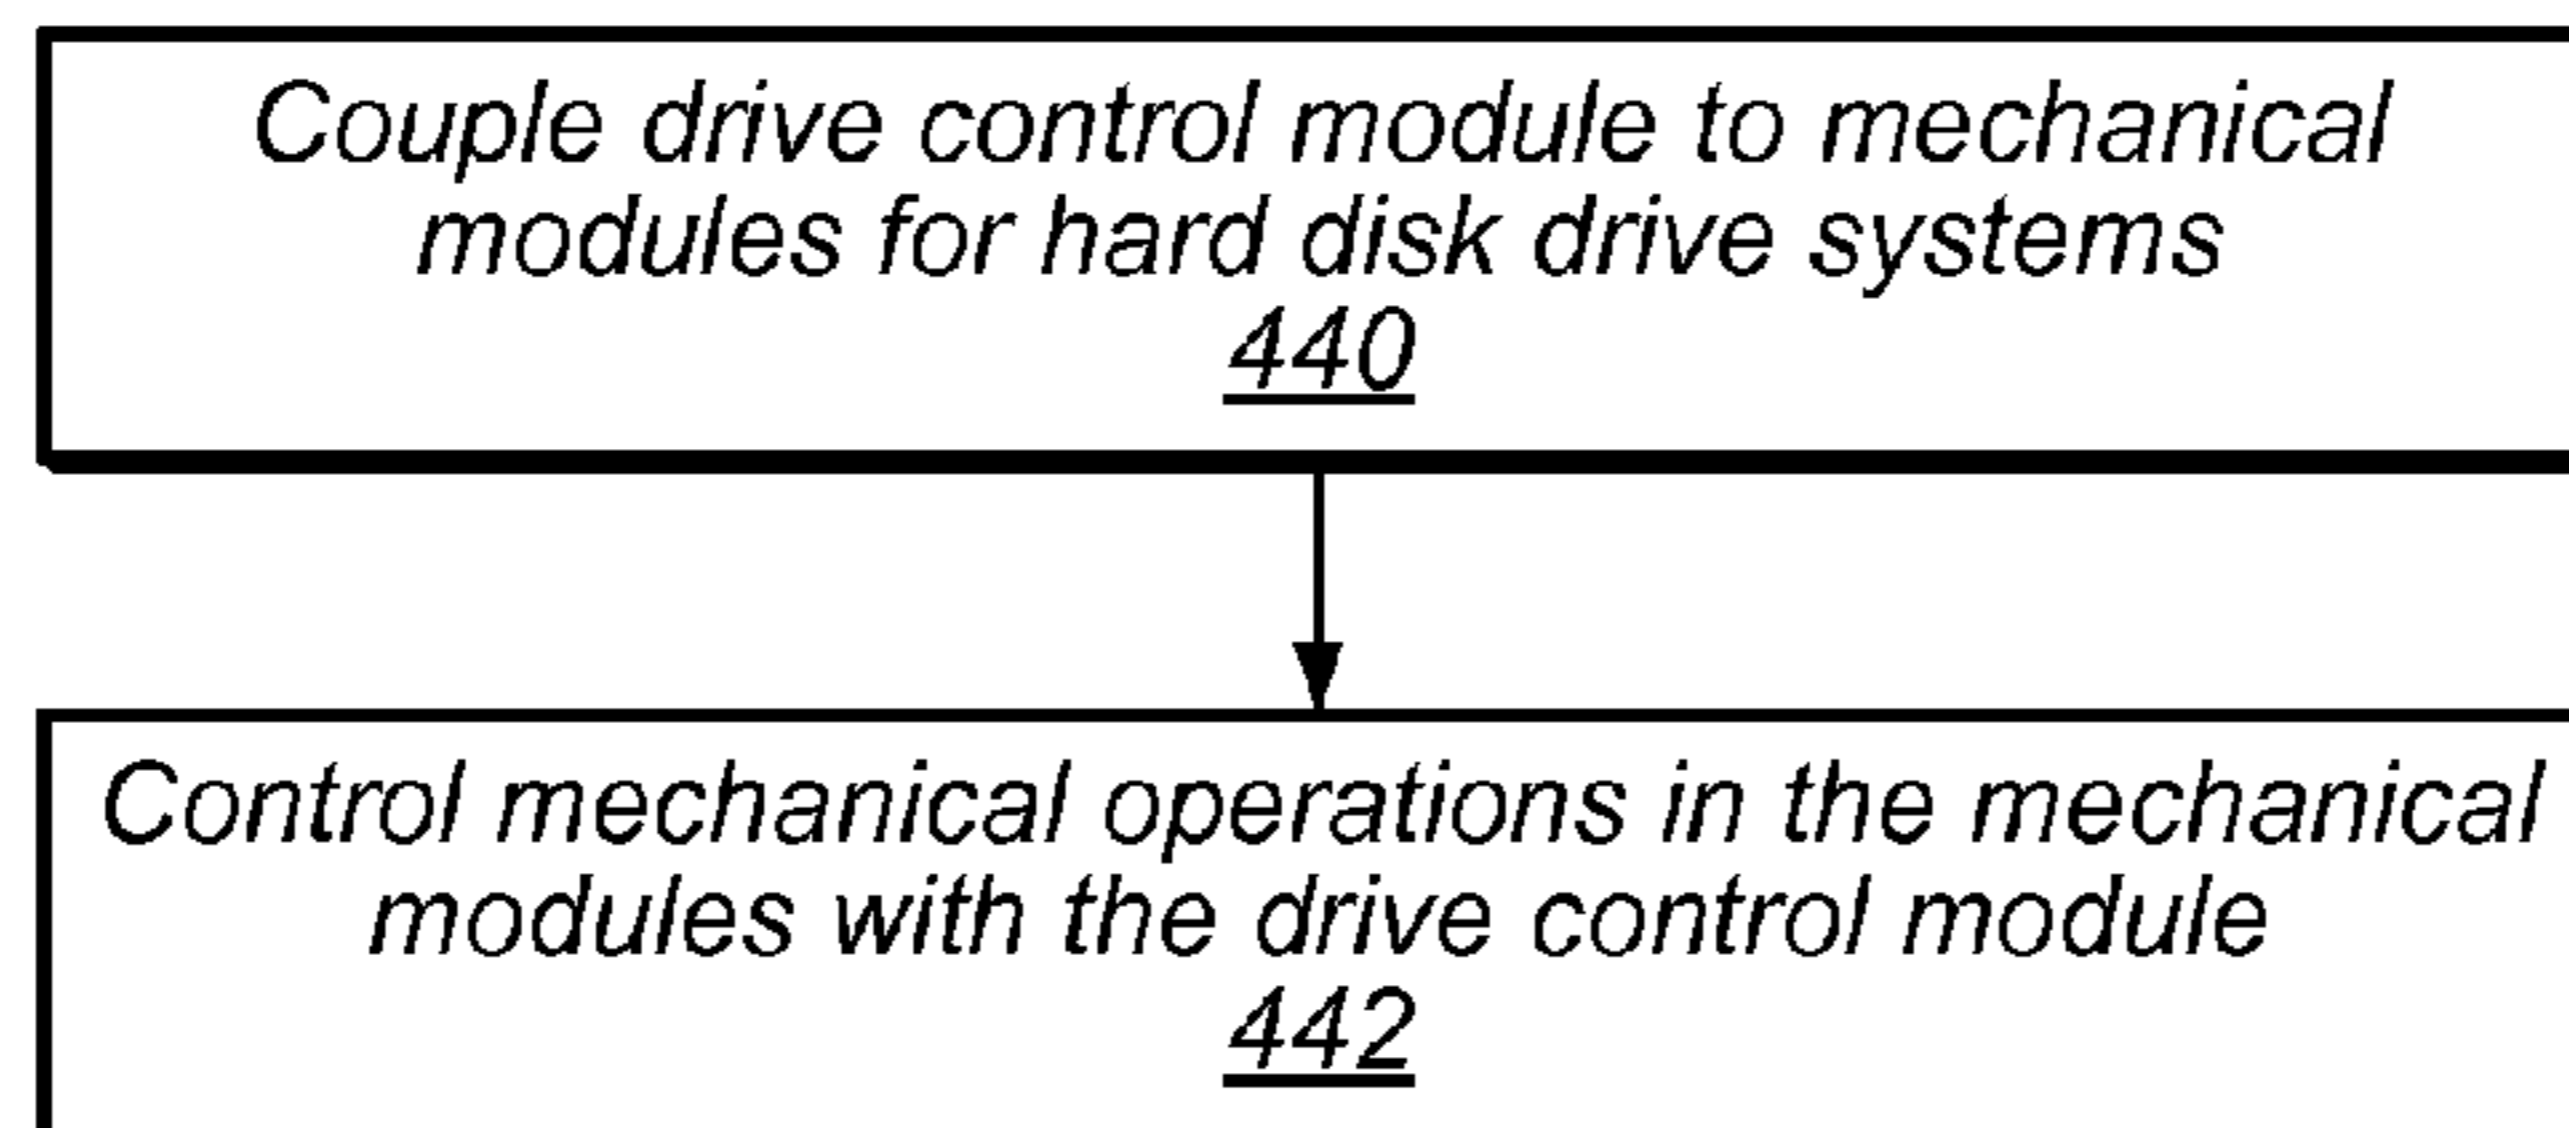 Couple drive control module to mechanical
modules for hard disk drive systems
440
Control mechanical operations in the mechanical
modules with the drive control module
442